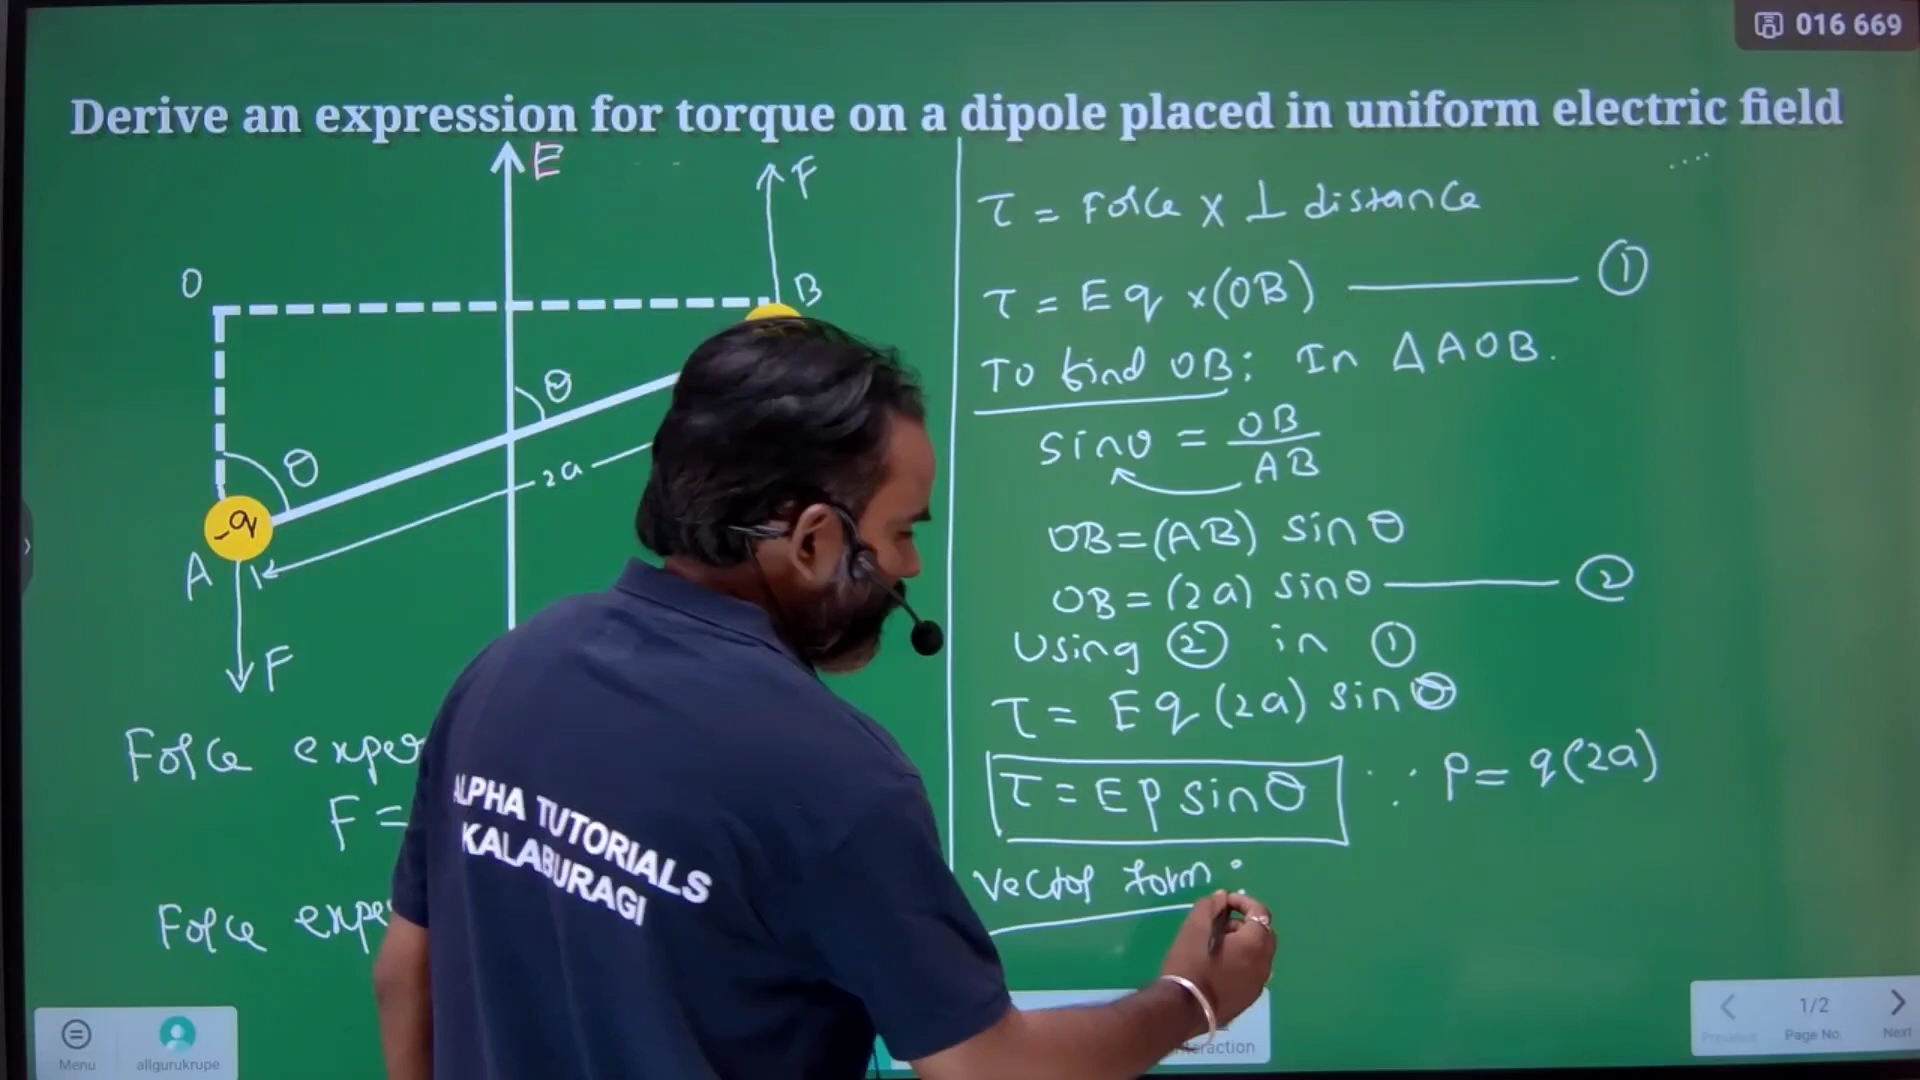 016 669
Derive an expression for torque on a dipole placed in uniform electric field
E
F
O
B
θ
θ
2a
-q
A
F
Force exper
F =
Force expe
τ = Force × ⊥ distance
τ = Eq ×(OB) ——— ①
To find OB: In ΔAOB.
sinθ = OB/AB
OB=(AB) sinθ
OB=(2a) sinθ ——— ②
Using ② in ①
τ = Eq(2a) sinθ
τ = EP sinθ ∵ P= q(2a)
Vector form:
ALPHA TUTORIALS
KALABURAGI
Menu
allgurukrupe
1/2
Previous
Page No.
Next